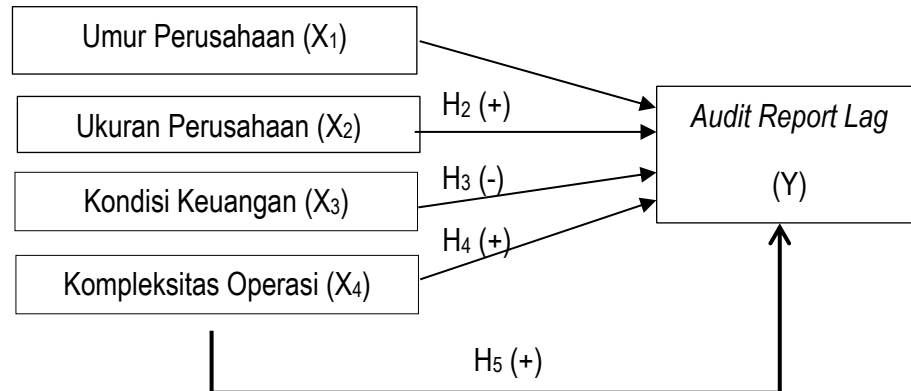 Umur Perusahaan (X₁)
H₂ (+)
Ukuran Perusahaan (X₂)
Audit Report Lag
(Y)
H₃ (-)
Kondisi Keuangan (X₃)
H₄ (+)
Kompleksitas Operasi (X₄)
H₅ (+)